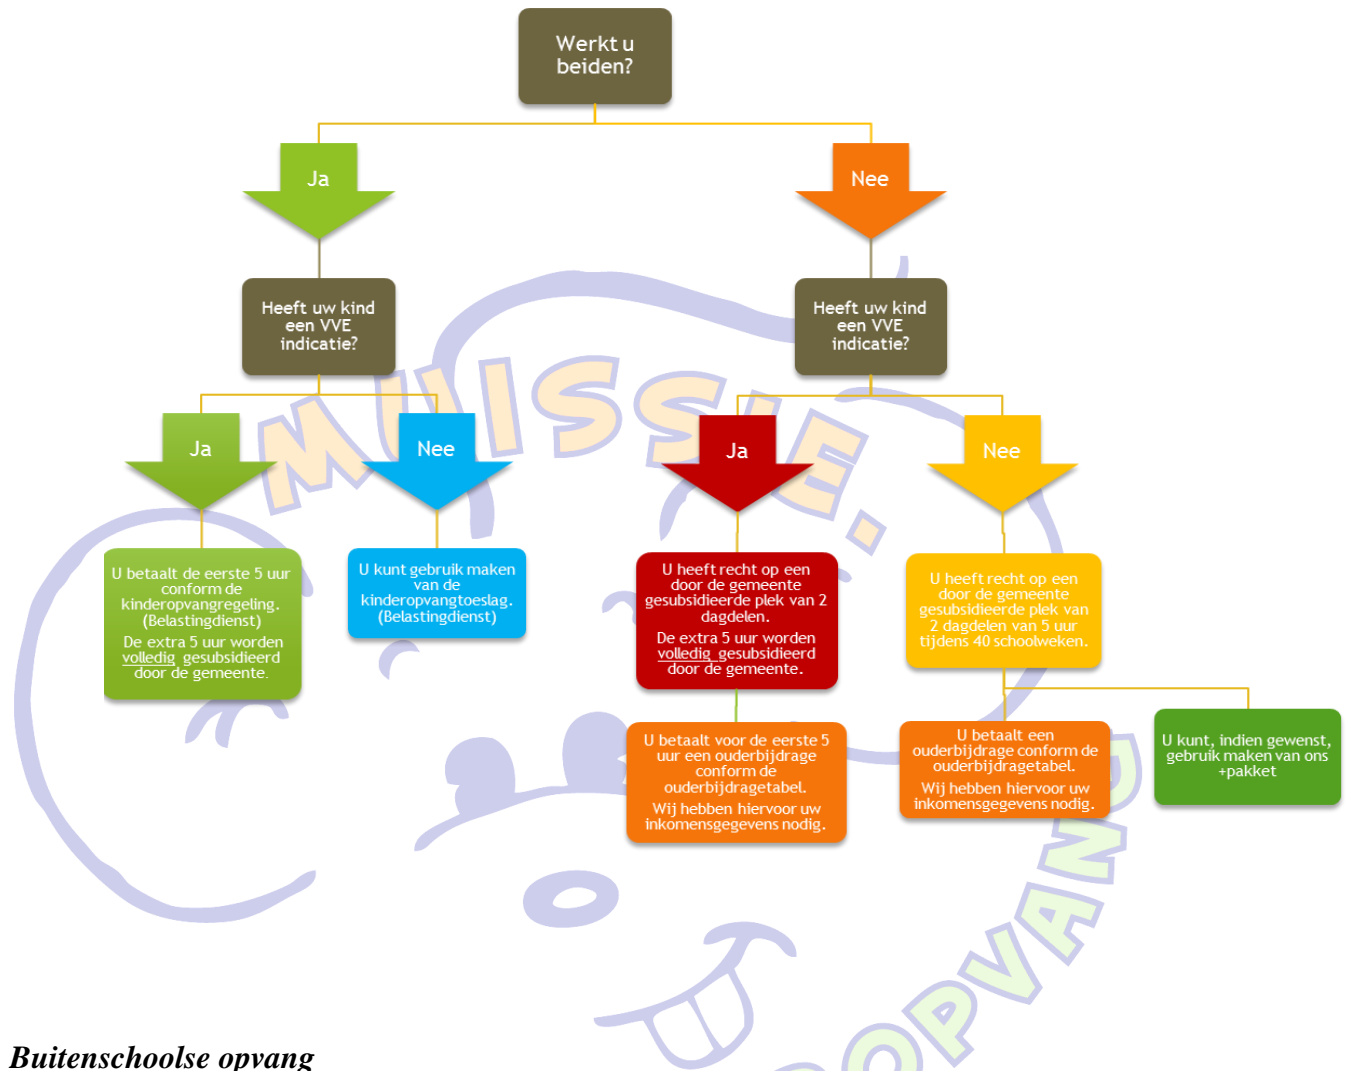 Werkt u
beiden?
Ja
Nee
Heeft uw kind
een VVE
indicatie?
Heeft uw kind
een VVE
indicatie?
MUISSIE.
Ja
Nee
Ja
Nee
U betaalt de eerste 5 uur
conform de
kinderopvangregeling.
(Belastingdienst)
De extra 5 uur worden
volledig gesubsidieerd
door de gemeente.
U kunt gebruik maken
van de
kinderopvangtoeslag.
(Belastingdienst)
U heeft recht op een
door de gemeente
gesubsidieerde plek van 2
dagdelen.
De extra 5 uur worden
volledig gesubsidieerd
door de gemeente.
U heeft recht op een
door de gemeente
gesubsidieerde plek van
2 dagdelen van 5 uur
tijdens 40 schoolweken.
U betaalt voor de eerste 5
uur een ouderbijdrage
conform de
ouderbijdragetabel.
Wij hebben hiervoor uw
inkomensgegevens nodig.
U betaalt een
ouderbijdrage conform de
ouderbijdragetabel.
Wij hebben hiervoor uw
inkomensgegevens nodig.
U kunt, indien gewenst,
gebruik maken van ons
+pakket
OPVANG
Buitenschoolse opvang